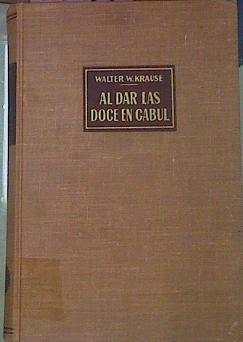 WALTER W. KRAUSE
AL DAR LAS
DOCE EN CABUL